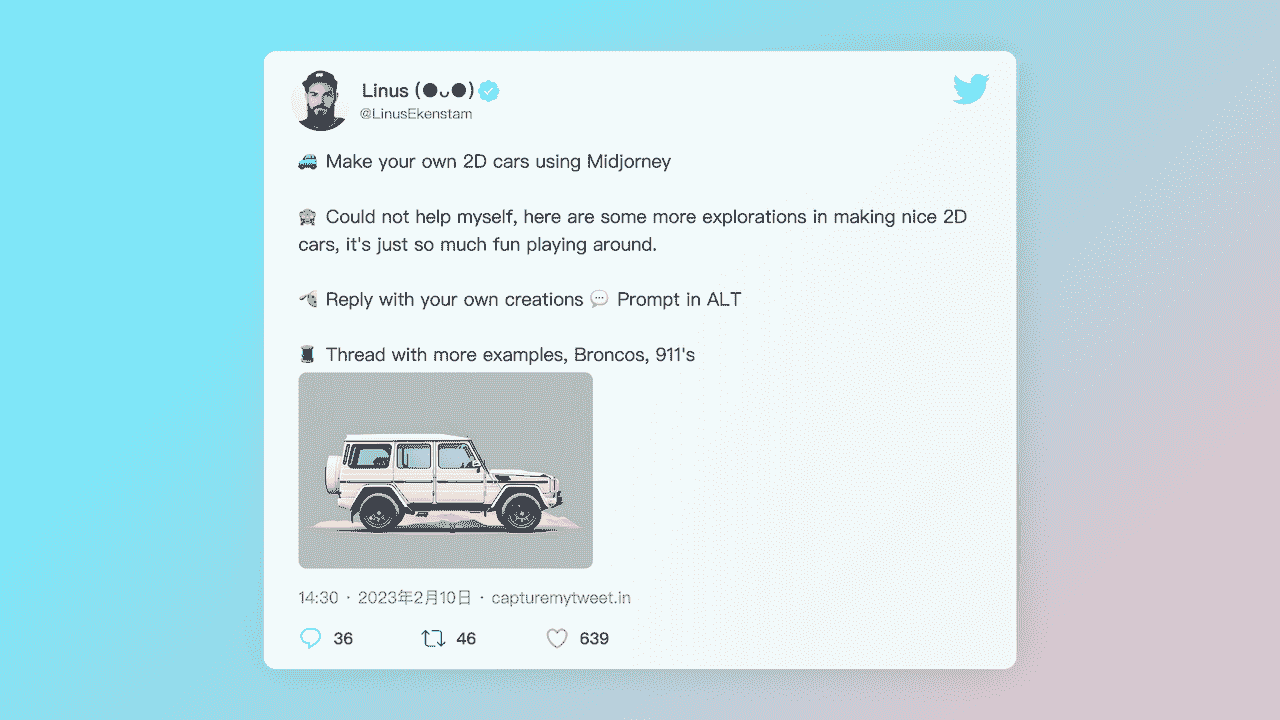 Linus (●ᴗ●)
@LinusEkenstam
🚙 Make your own 2D cars using Midjorney
🙊 Could not help myself, here are some more explorations in making nice 2D
cars, it's just so much fun playing around.
Reply with your own creations 💬 Prompt in ALT
🧵 Thread with more examples, Broncos, 911's
14:30 · 2023年2月10日 · capturemytweet.in
36 46 639